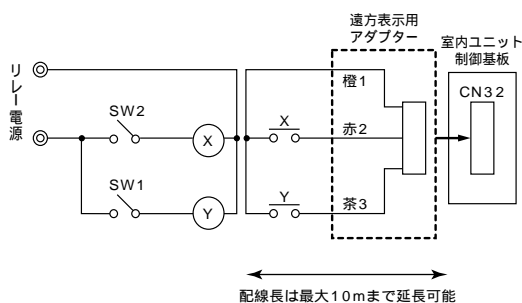 遠方表示用
アダプター
室内ユニット
制御基板
リレー電源
SW2
X
X
橙1
赤2
CN32
SW1
Y
Y
茶3
配線長は最大10mまで延長可能